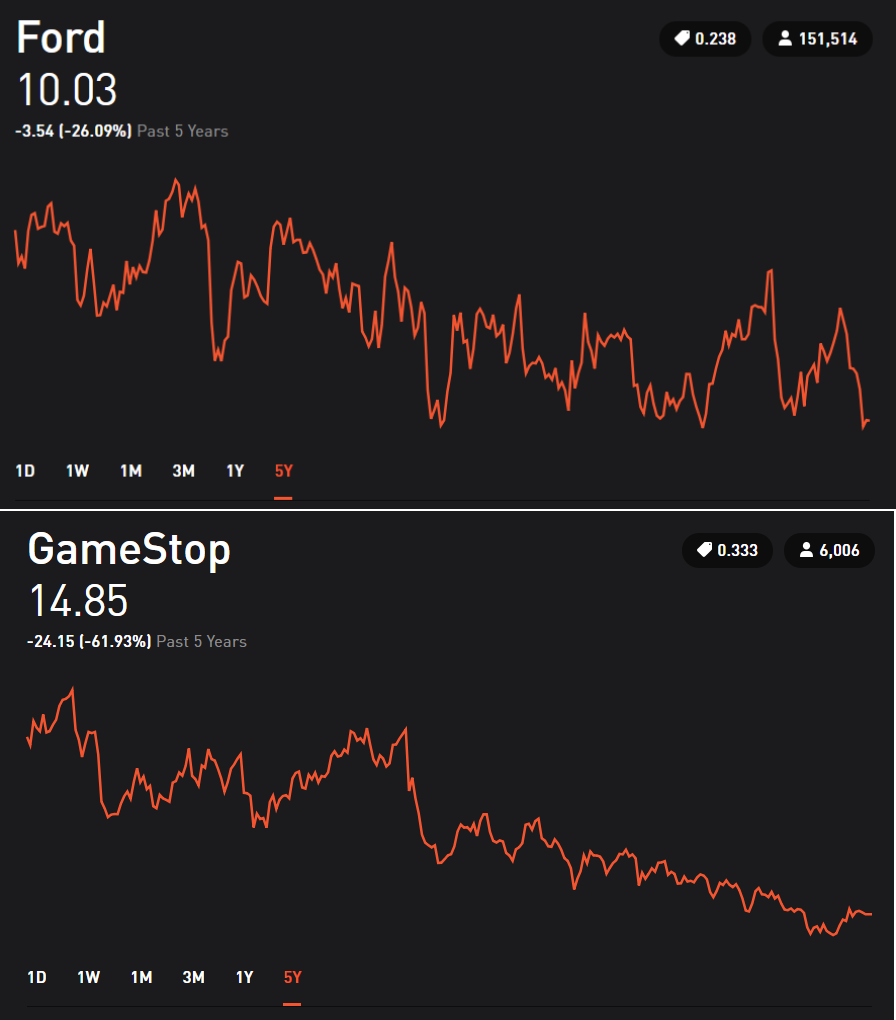 Ford
0.238 151,514
10.03
-3.54 (-26.09%) Past 5 Years
1D 1W 1M 3M 1Y 5Y
GameStop
0.333 6,006
14.85
-24.15 (-61.93%) Past 5 Years
1D 1W 1M 3M 1Y 5Y